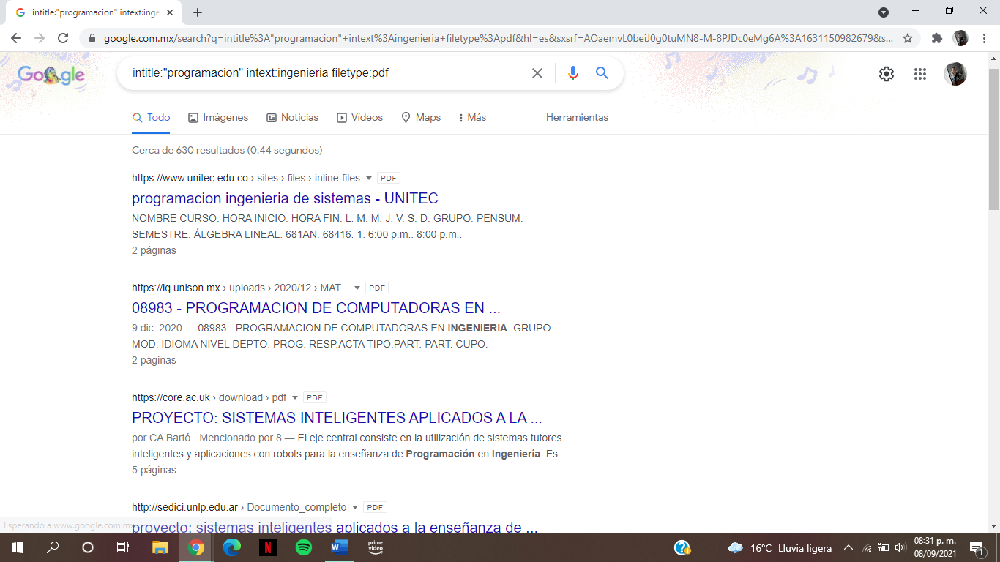 intitle:"programacion" intext:inge
google.com.mx/search?q=intitle%3A"programacion"+intext%3Aingenieria+filetype%3Apdf&hl=es&sxsrf=AOaemvL0beiJ0g0tuMN8-M-8PJDc0eMg6A%3A1631150982679&s...
Google
intitle:"programacion" intext:ingenieria filetype:pdf
Todo Imágenes Noticias Videos Maps Más Herramientas
Cerca de 630 resultados (0.44 segundos)
https://www.unitec.edu.co › sites › files › inline-files PDF
programacion ingenieria de sistemas - UNITEC
NOMBRE CURSO. HORA INICIO. HORA FIN. L. M. M. J. V. S. D. GRUPO. PENSUM.
SEMESTRE. ÁLGEBRA LINEAL. 681AN. 68416. 1. 6:00 p.m.. 8:00 p.m..
2 páginas
https://iq.unison.mx › uploads › 2020/12 › MAT... PDF
08983 - PROGRAMACION DE COMPUTADORAS EN ...
9 dic. 2020 — 08983 - PROGRAMACION DE COMPUTADORAS EN INGENIERIA. GRUPO
MOD. IDIOMA NIVEL DEPTO. PROG. RESP.ACTA TIPO.PART. PART. CUPO.
2 páginas
https://core.ac.uk › download › pdf PDF
PROYECTO: SISTEMAS INTELIGENTES APLICADOS A LA ...
por CA Bartó · Mencionado por 8 — El eje central consiste en la utilización de sistemas tutores
inteligentes y aplicaciones con robots para la enseñanza de Programación en Ingeniería. Es ...
5 páginas
http://sedici.unlp.edu.ar › Documento_completo PDF
proyecto: sistemas inteligentes aplicados a la enseñanza de ...
Esperando a www.google.com.mx
prime
video
16°C Lluvia ligera
08:31 p. m.
08/09/2021
1